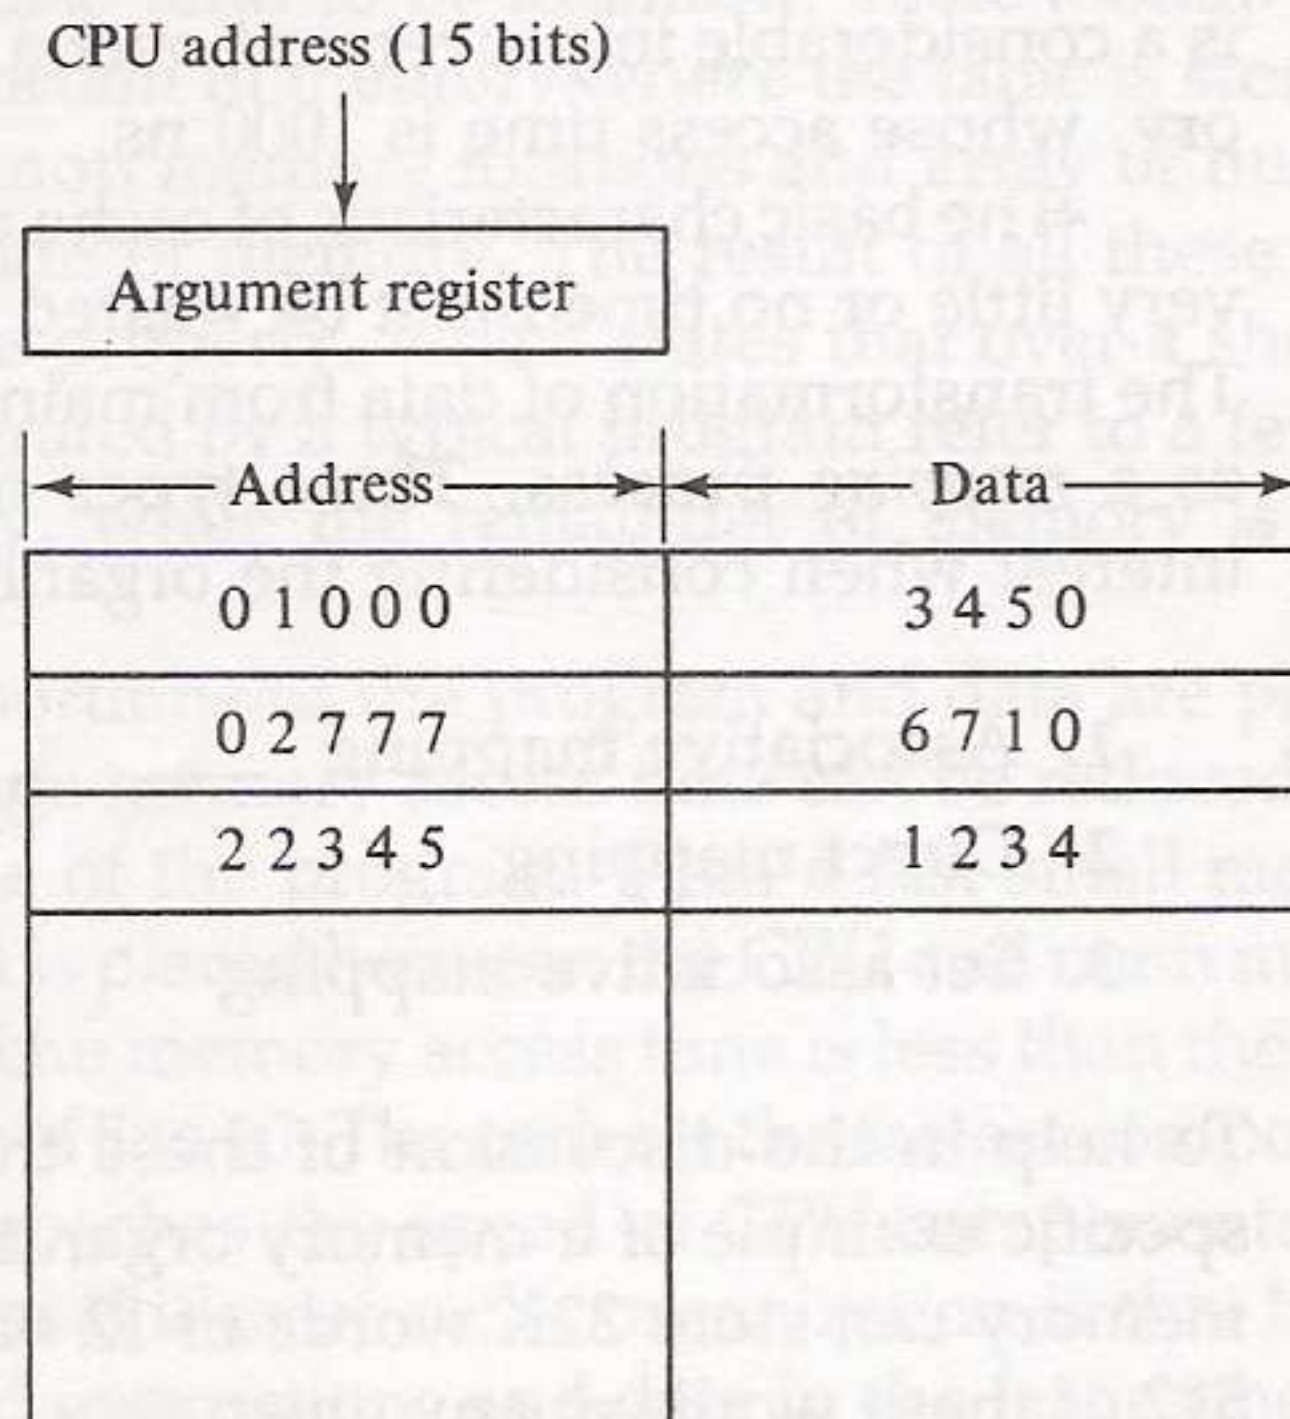 CPU address (15 bits)
Argument register
Address Data
0 1 0 0 0 3 4 5 0
0 2 7 7 7 6 7 1 0
2 2 3 4 5 1 2 3 4